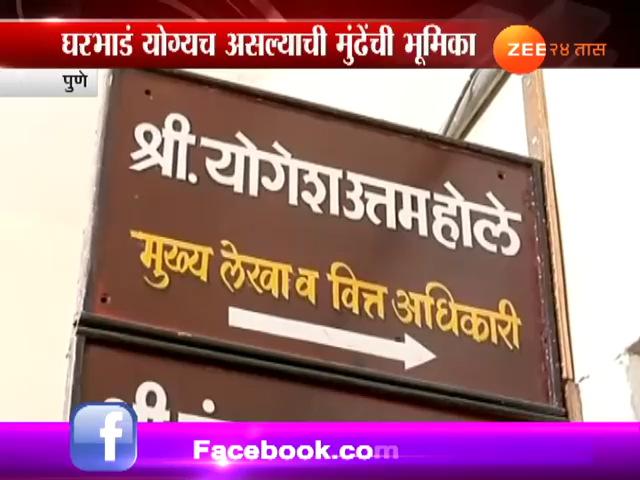 घरभाडं योग्यच असल्याची मुंढेंची भूमिका
ZEE २४ तास
पुणे
श्री. योगेश उत्तम होले
मुख्य लेखा व वित्त अधिकारी
श्री
f
Facebook.com